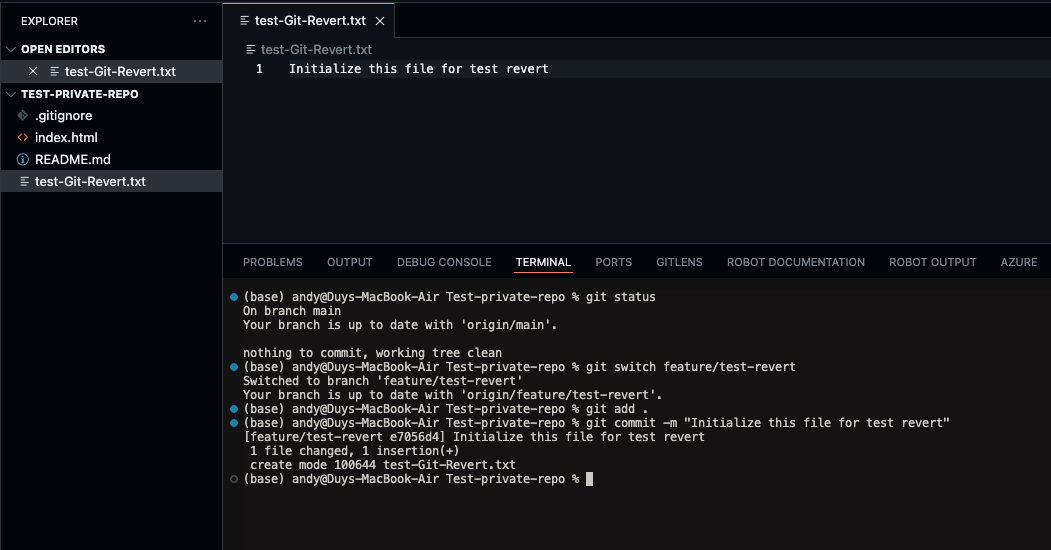 EXPLORER
OPEN EDITORS
test-Git-Revert.txt
TEST-PRIVATE-REPO
.gitignore
index.html
README.md
test-Git-Revert.txt
test-Git-Revert.txt
test-Git-Revert.txt
1 Initialize this file for test revert
PROBLEMS OUTPUT DEBUG CONSOLE TERMINAL PORTS GITLENS ROBOT DOCUMENTATION ROBOT OUTPUT AZURE
(base) andy@Duys-MacBook-Air Test-private-repo % git status
On branch main
Your branch is up to date with 'origin/main'.
nothing to commit, working tree clean
(base) andy@Duys-MacBook-Air Test-private-repo % git switch feature/test-revert
Switched to branch 'feature/test-revert'
Your branch is up to date with 'origin/feature/test-revert'.
(base) andy@Duys-MacBook-Air Test-private-repo % git add .
(base) andy@Duys-MacBook-Air Test-private-repo % git commit -m "Initialize this file for test revert"
[feature/test-revert e7056d4] Initialize this file for test revert
1 file changed, 1 insertion(+)
create mode 100644 test-Git-Revert.txt
(base) andy@Duys-MacBook-Air Test-private-repo %